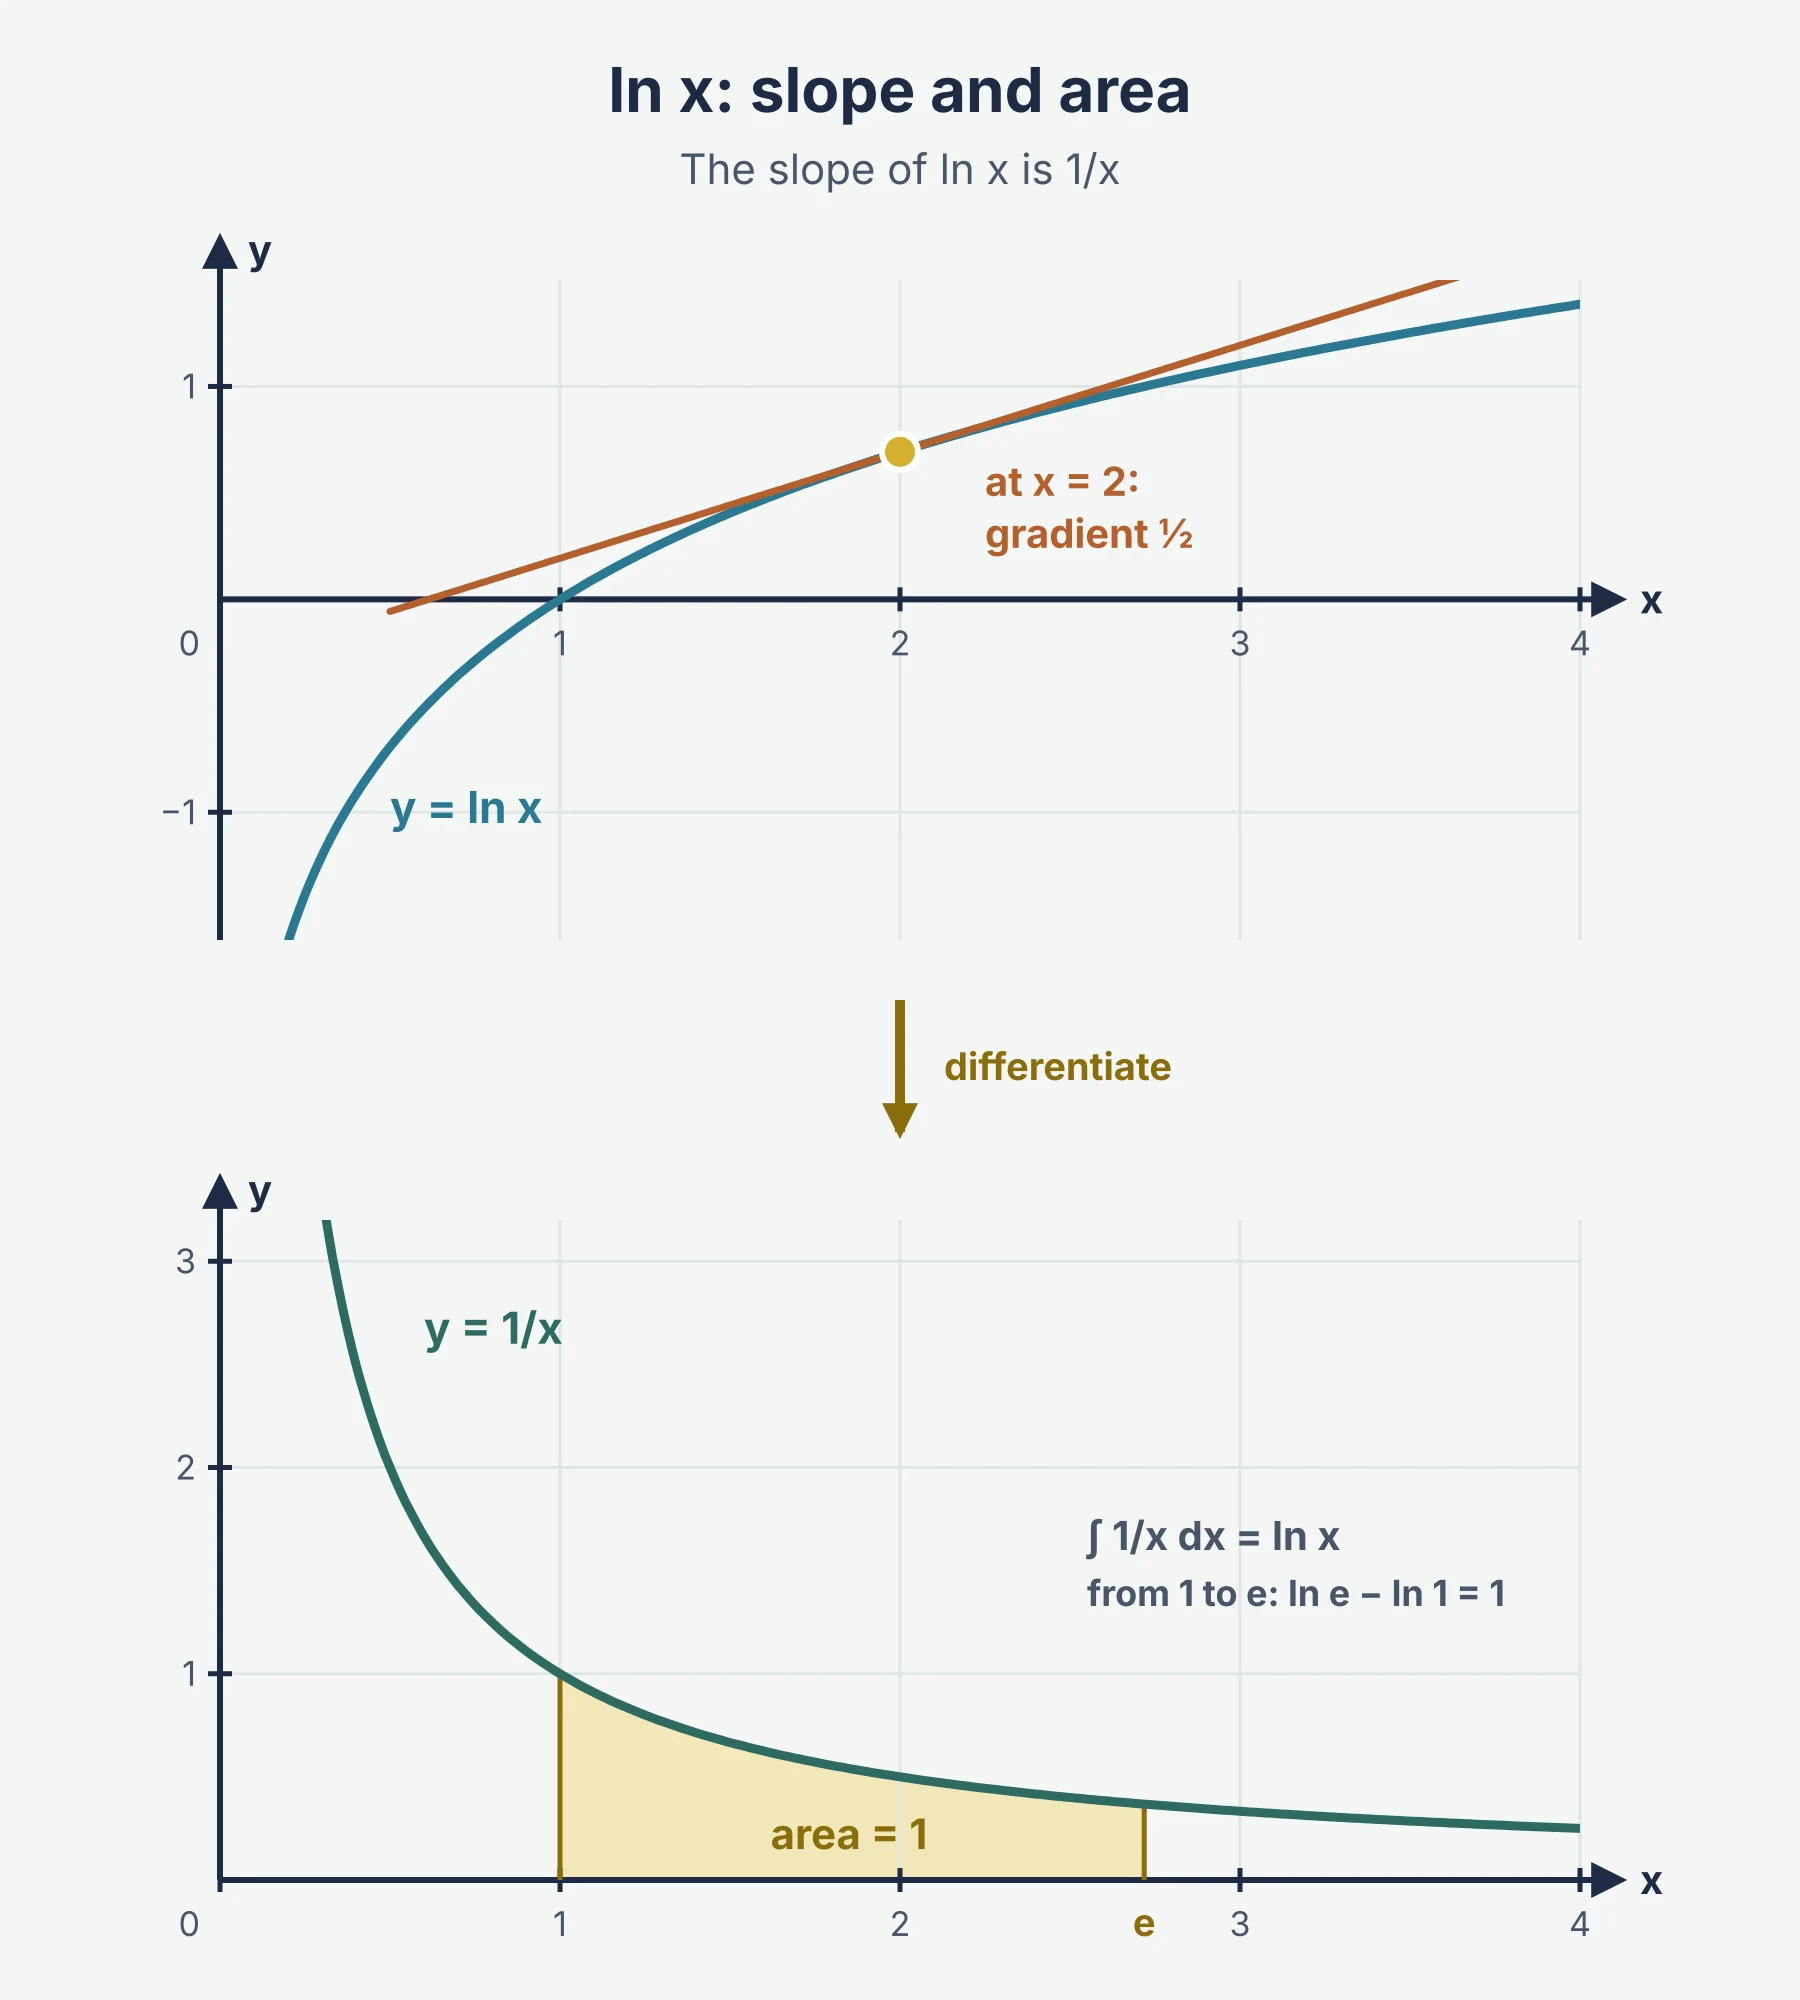 ln x: slope and area
The slope of ln x is 1/x
y
1
at x = 2:
gradient ½
x
0 1 2 3 4
−1
y = ln x
differentiate
y
3
y = 1/x
2
∫ 1/x dx = ln x
from 1 to e: ln e − ln 1 = 1
1
area = 1
x
0 1 2 e 3 4